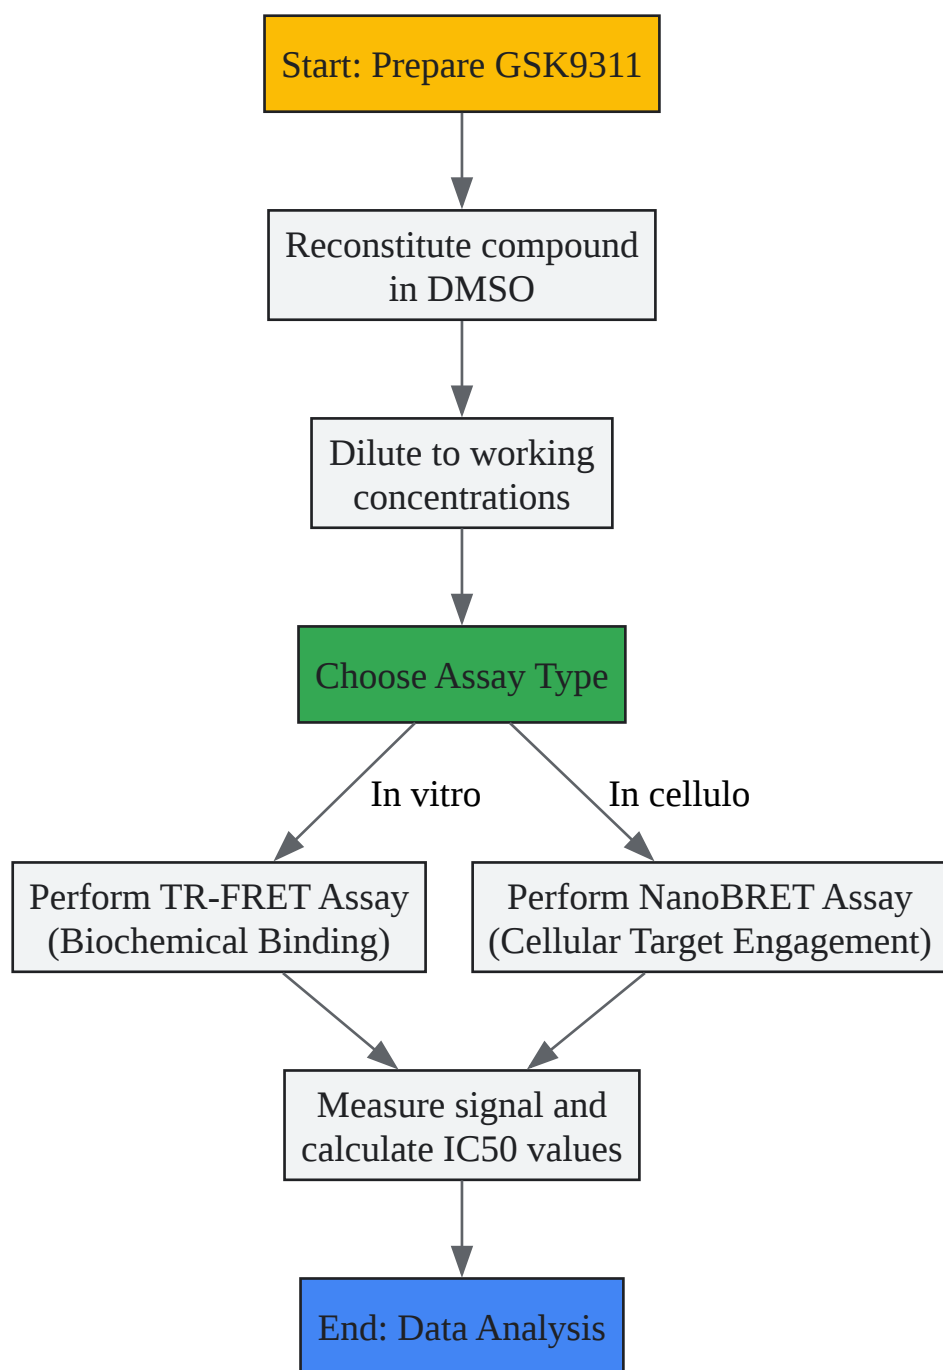 Start: Prepare GSK9311
Reconstitute compound
in DMSO
Dilute to working
concentrations
Choose Assay Type
In vitro
In cellulo
Perform TR-FRET Assay
(Biochemical Binding)
Perform NanoBRET Assay
(Cellular Target Engagement)
Measure signal and
calculate IC50 values
End: Data Analysis